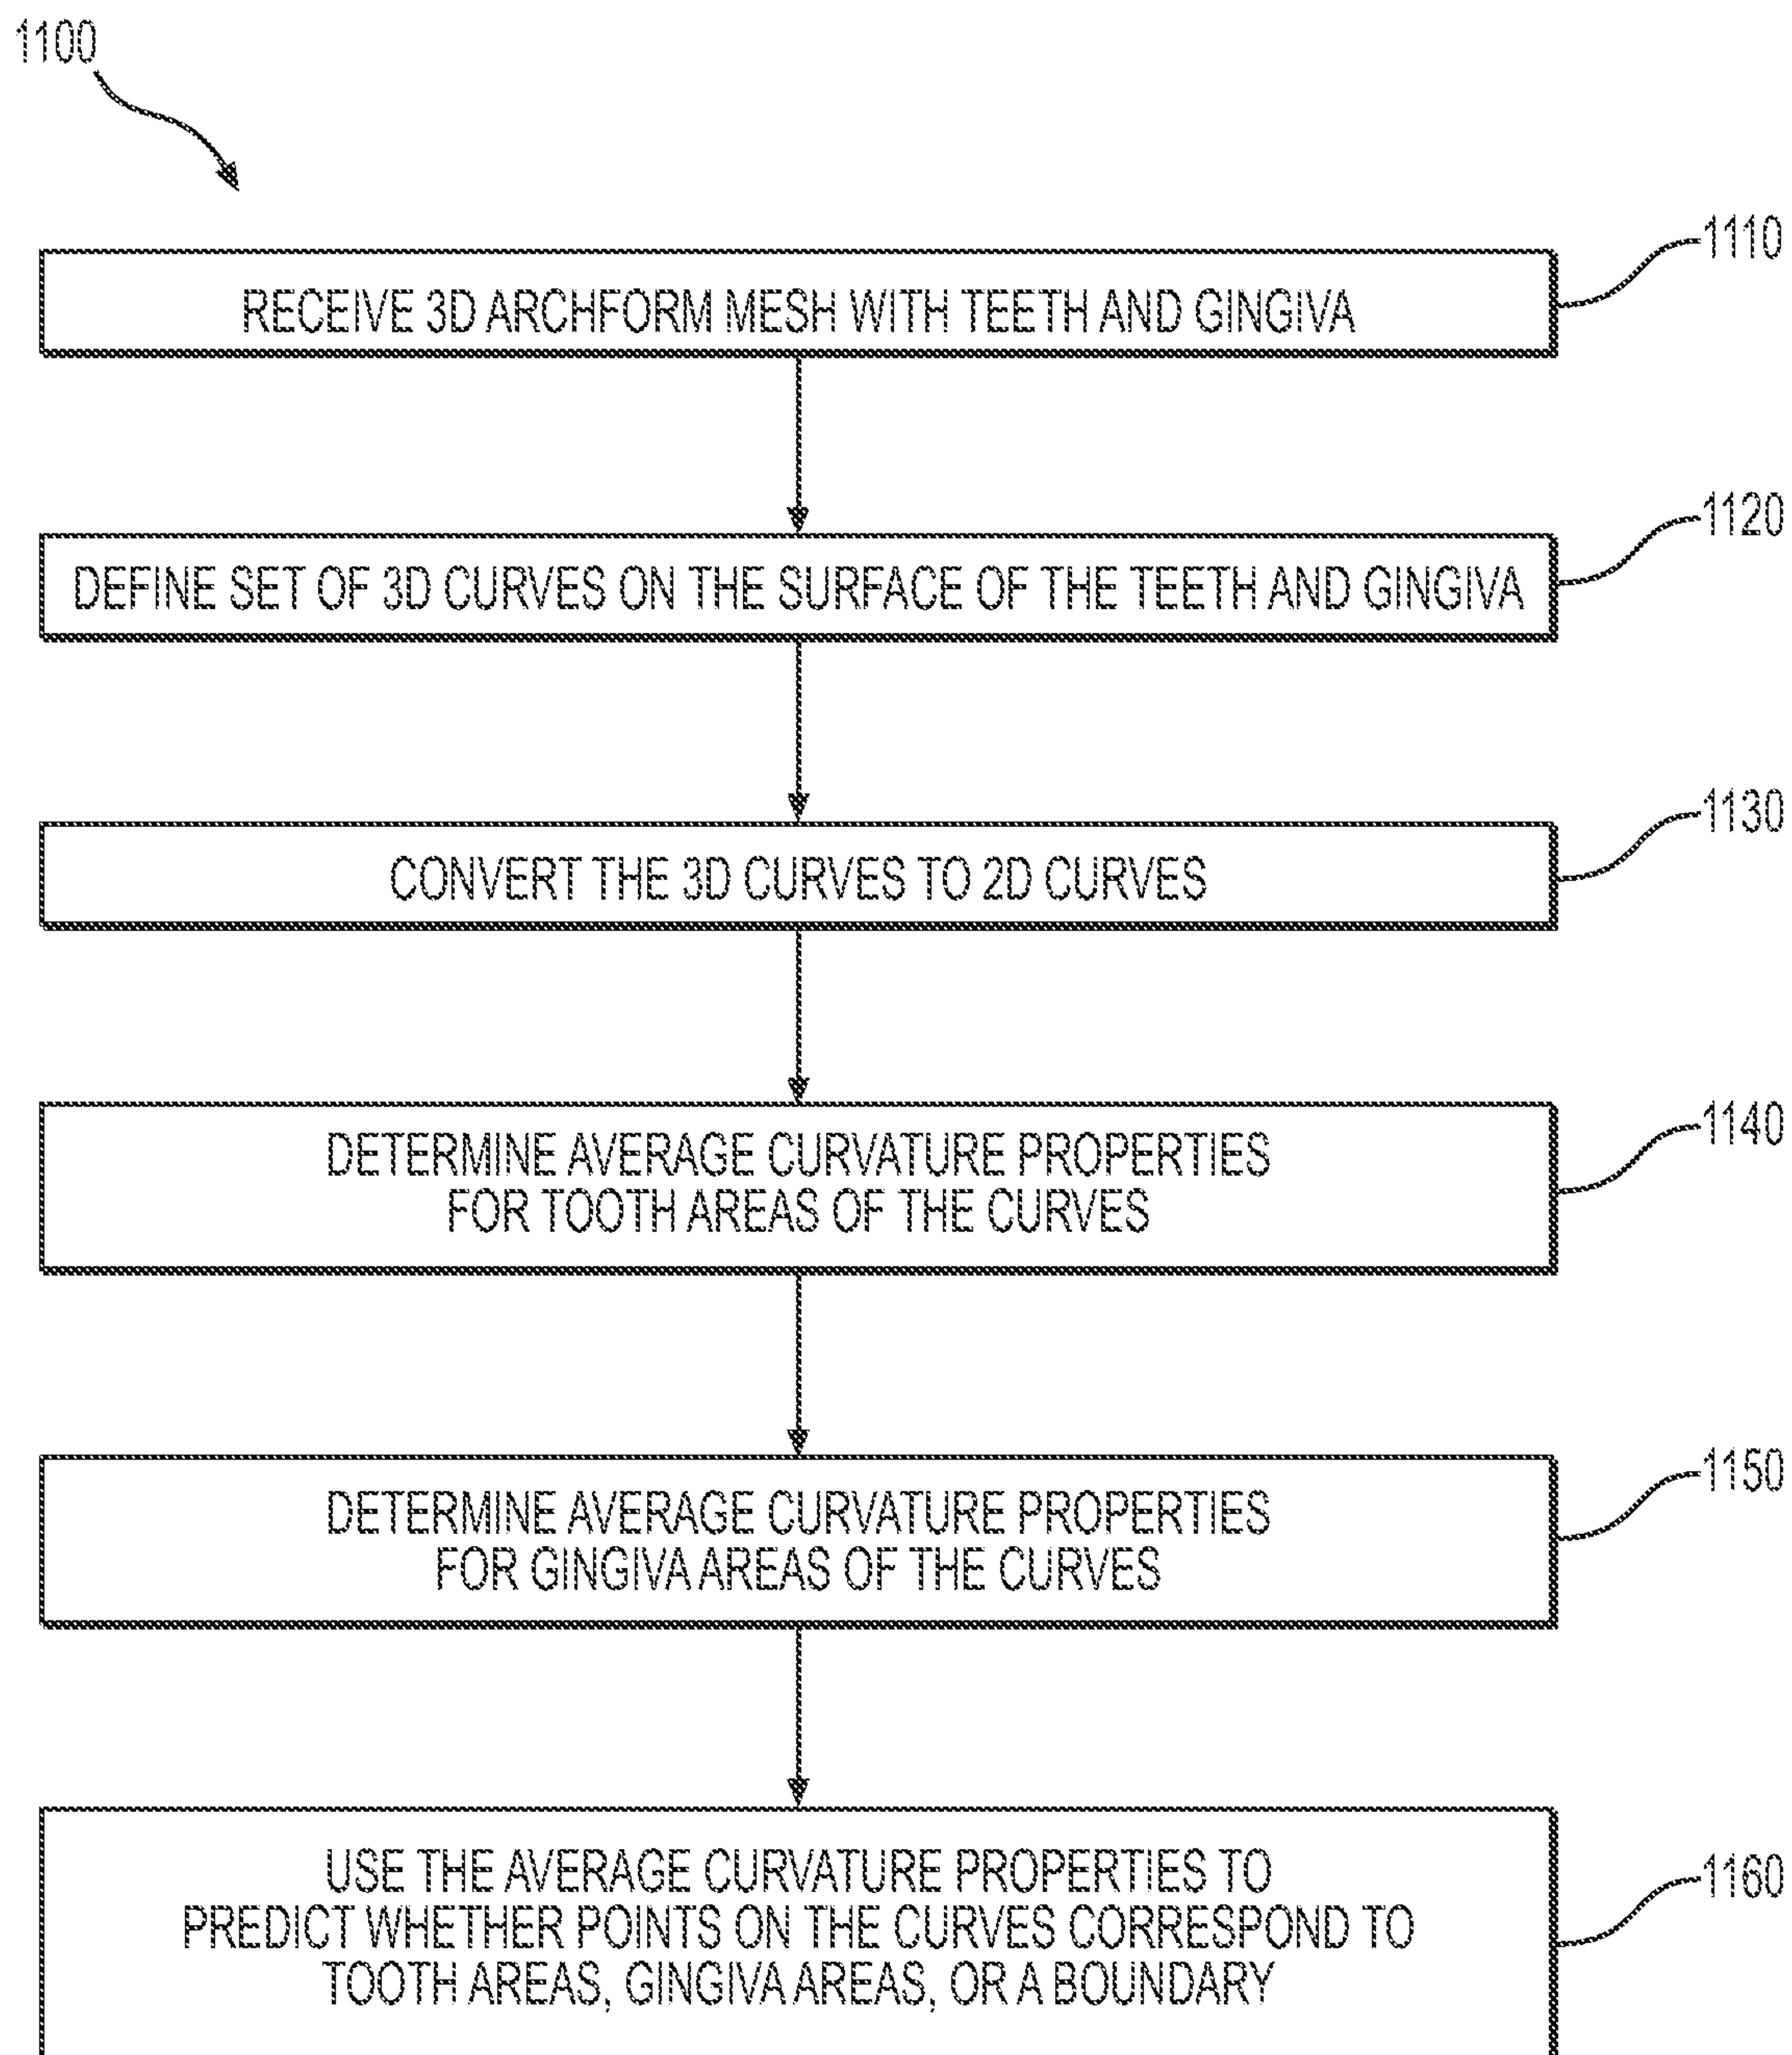 1100
1110
RECEIVE 3D ARCHFORM MESH WITH TEETH AND GINGIVA
1120
DEFINE SET OF 3D CURVES ON THE SURFACE OF THE TEETH AND GINGIVA
1130
CONVERT THE 3D CURVES TO 2D CURVES
1140
DETERMINE AVERAGE CURVATURE PROPERTIES
FOR TOOTH AREAS OF THE CURVES
1150
DETERMINE AVERAGE CURVATURE PROPERTIES
FOR GINGIVA AREAS OF THE CURVES
1160
USE THE AVERAGE CURVATURE PROPERTIES TO
PREDICT WHETHER POINTS ON THE CURVES CORRESPOND TO
TOOTH AREAS, GINGIVA AREAS, OR A BOUNDARY